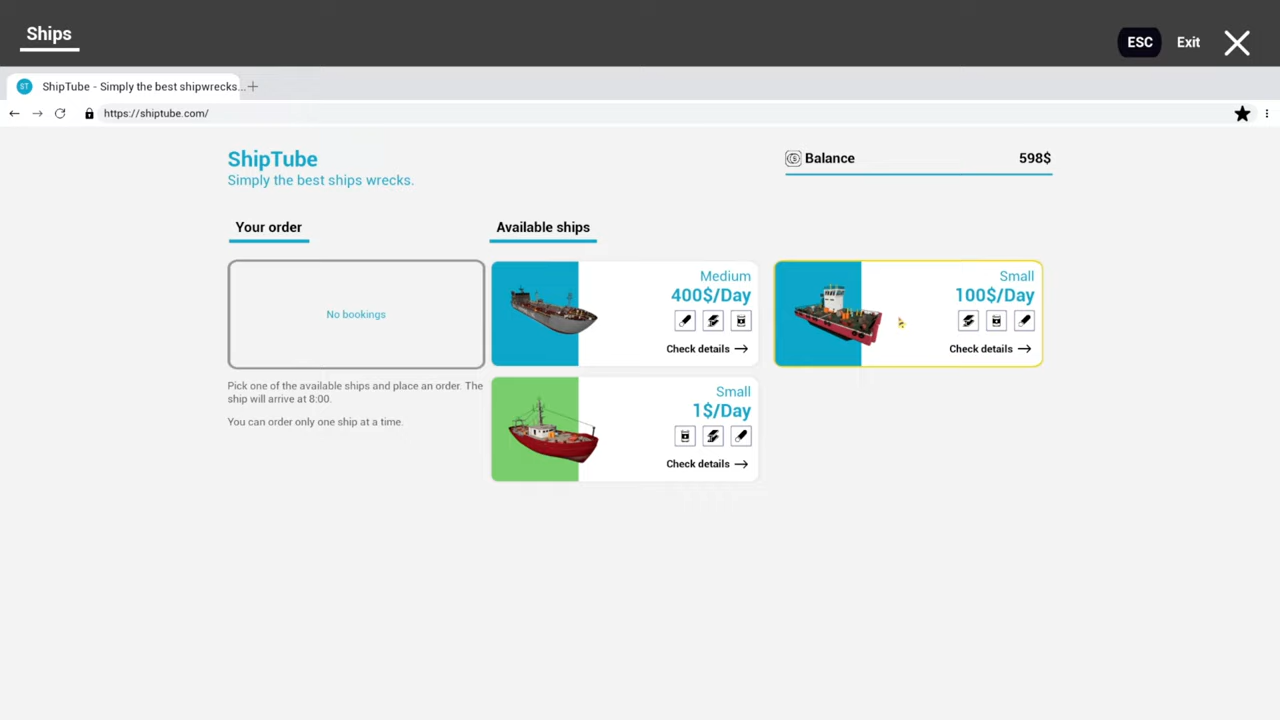 Ships
ESC Exit
ST ShipTube - Simply the best shipwrecks...
https://shiptube.com/
ShipTube
Simply the best ships wrecks.
Balance 598$
Your order
Available ships
No bookings
Pick one of the available ships and place an order. The
ship will arrive at 8:00.
You can order only one ship at a time.
Medium
400$/Day
Check details
Small
100$/Day
Check details
Small
1$/Day
Check details